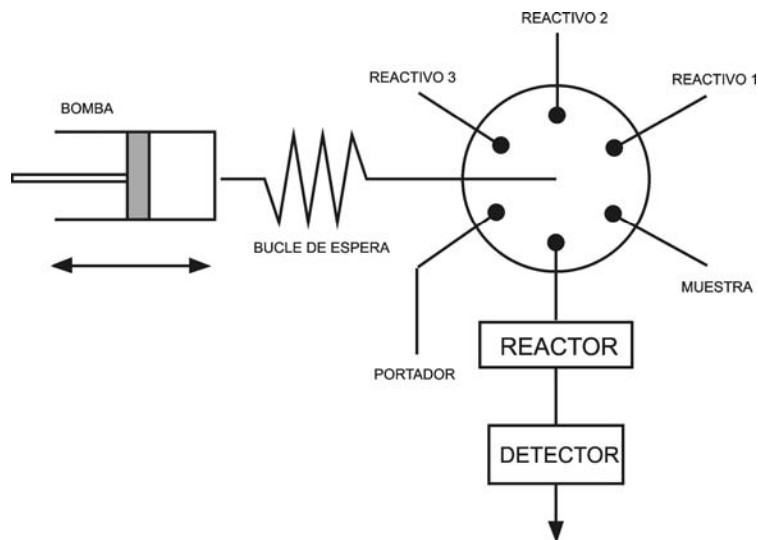 REACTIVO 2
REACTIVO 3
REACTIVO 1
BOMBA
BUCLE DE ESPERA
MUESTRA
PORTADOR
REACTOR
DETECTOR